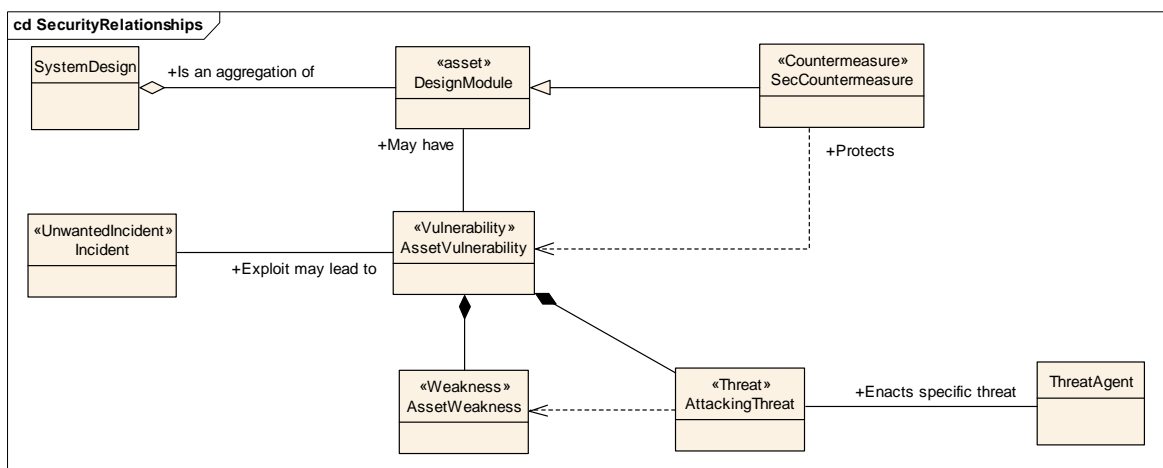 cd SecurityRelationships
SystemDesign
+Is an aggregation of
«asset»
DesignModule
«Countermeasure»
SecCountermeasure
+May have
+Protects
«UnwantedIncident»
Incident
+Exploit may lead to
«Vulnerability»
AssetVulnerability
«Weakness»
AssetWeakness
«Threat»
AttackingThreat
+Enacts specific threat
ThreatAgent